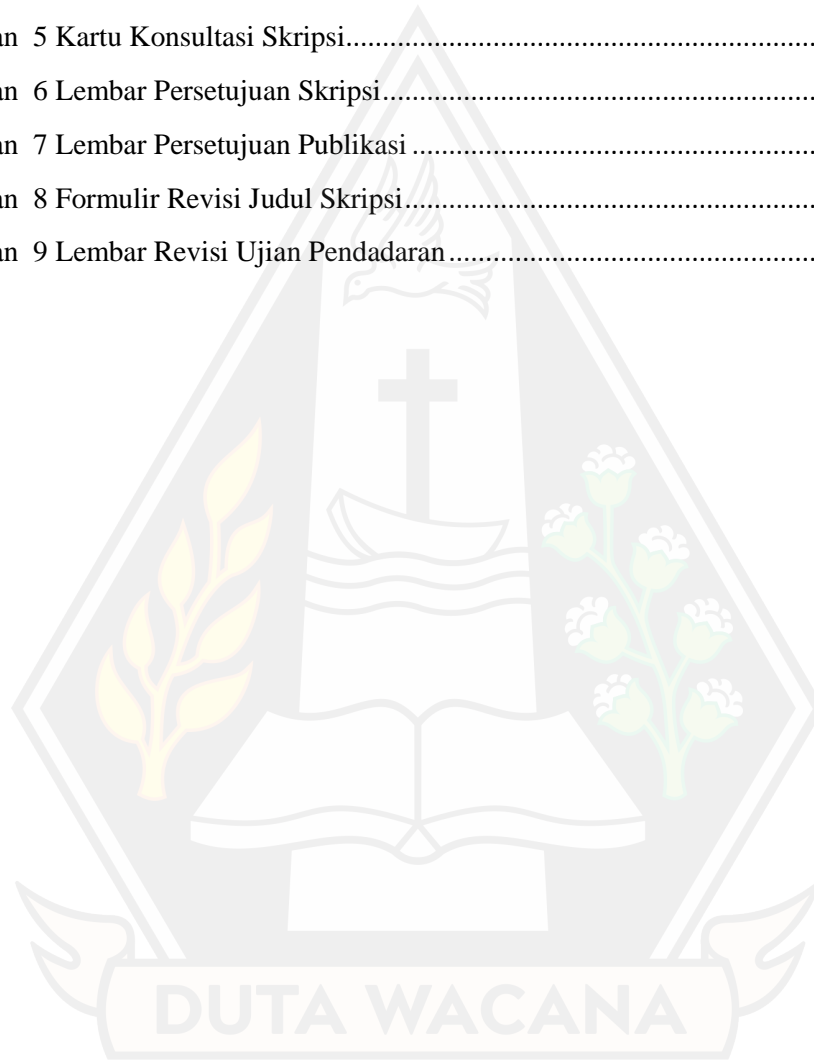 an 5 Kartu Konsultasi Skripsi........................................................................
an 6 Lembar Persetujuan Skripsi...................................................................
an 7 Lembar Persetujuan Publikasi ...............................................................
an 8 Formulir Revisi Judul Skripsi................................................................
an 9 Lembar Revisi Ujian Pendadaran..........................................................
DUTA WACANA